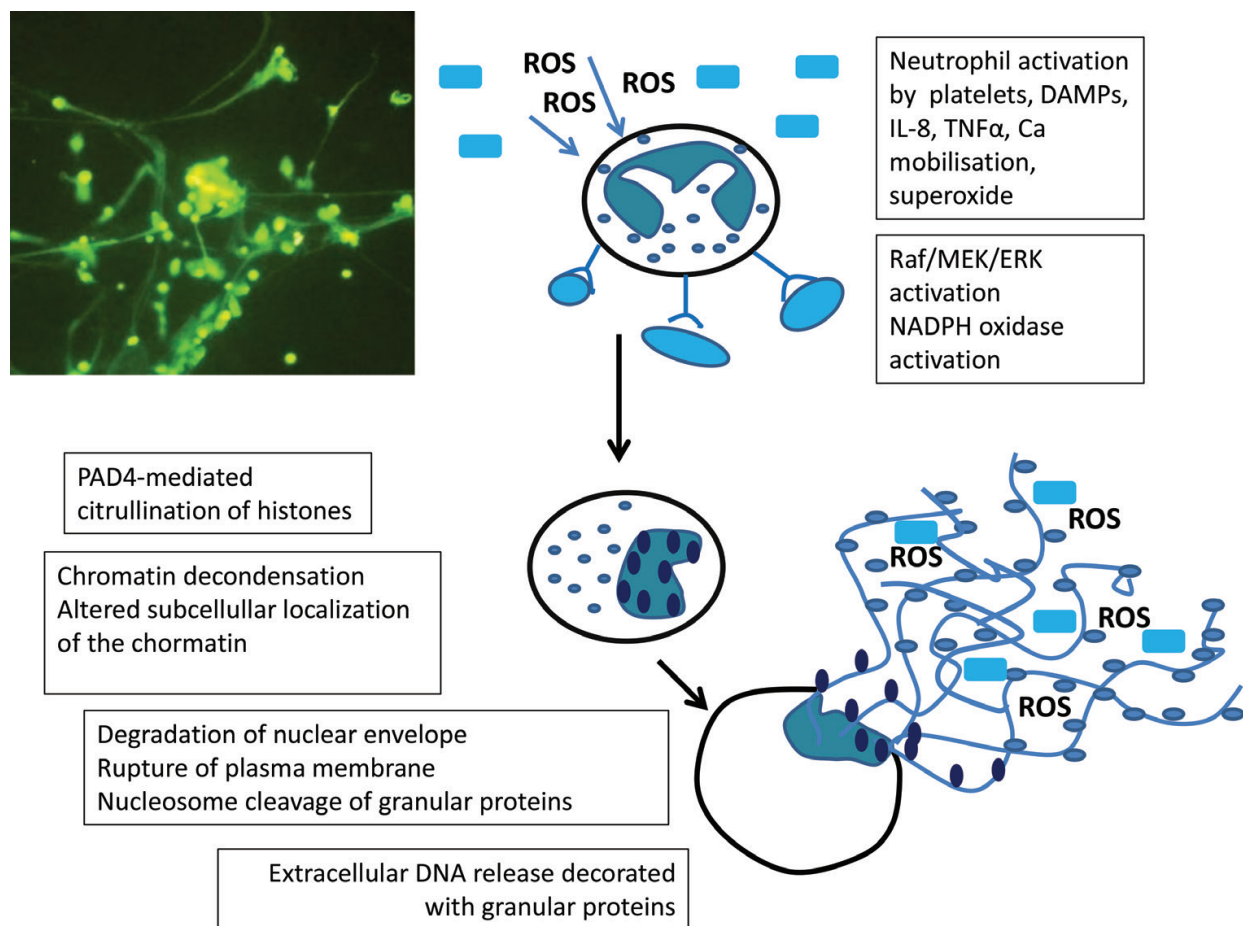 ROS
ROS
ROS
Neutrophil activation
by platelets, DAMPs,
IL-8, TNFα, Ca
mobilisation,
superoxide
Raf/MEK/ERK
activation
NADPH oxidase
activation
PAD4-mediated
citrullination of histones
Chromatin decondensation
Altered subcellullar localization
of the chormatin
ROS
ROS
ROS
ROS
Degradation of nuclear envelope
Rupture of plasma membrane
Nucleosome cleavage of granular proteins
Extracellular DNA release decorated
with granular proteins